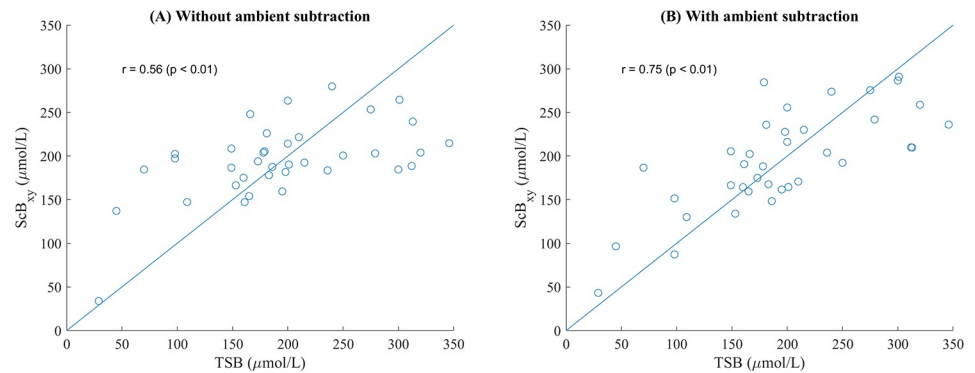 (A) Without ambient subtraction
350
300
250
200
150
100
50
0
ScB_xy (μmol/L)
r = 0.56 (p < 0.01)
0 50 100 150 200 250 300 350
TSB (μmol/L)
(B) With ambient subtraction
350
300
250
200
150
100
50
0
ScB_xy (μmol/L)
r = 0.75 (p < 0.01)
0 50 100 150 200 250 300 350
TSB (μmol/L)